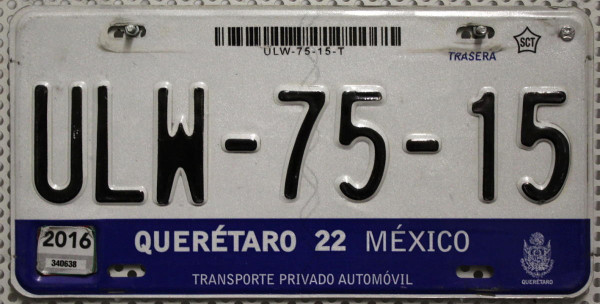 ULW-75-15-T
TRASERA
SCT
ULW-75-15
2016
340638
QUERÉTARO 22 MÉXICO
TRANSPORTE PRIVADO AUTOMÓVIL
QUERÉTARO